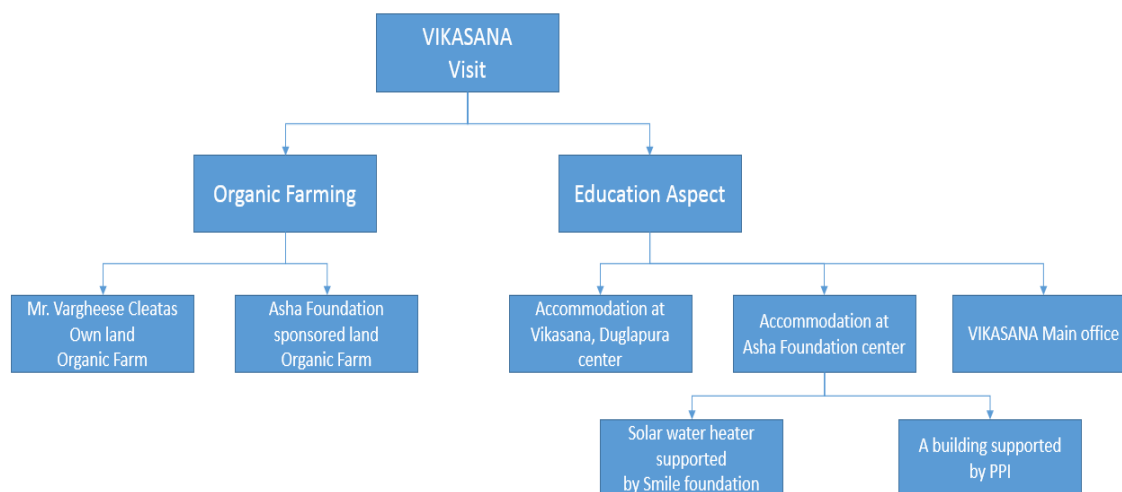 VIKASANA
Visit
Organic Farming
Education Aspect
Mr. Vargheese Cleatas
Own land
Organic Farm
Asha Foundation
sponsored land
Organic Farm
Accommodation at
Vikasana, Duglapura
center
Accommodation at
Asha Foundation center
VIKASANA Main office
Solar water heater
supported
by Smile foundation
A building supported
by PPI